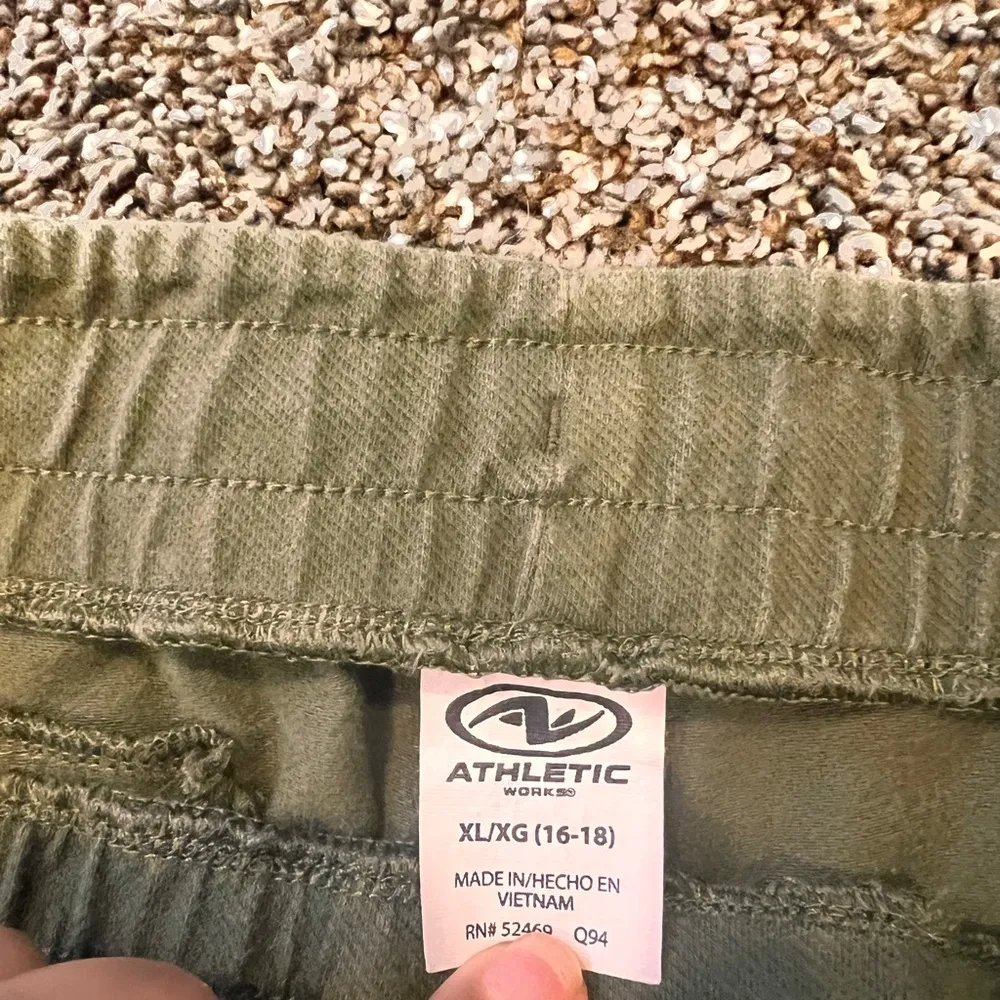 ATHLETIC
WORKS®
XL/XG (16-18)
MADE IN/HECHO EN
VIETNAM
RN# 52469 Q94